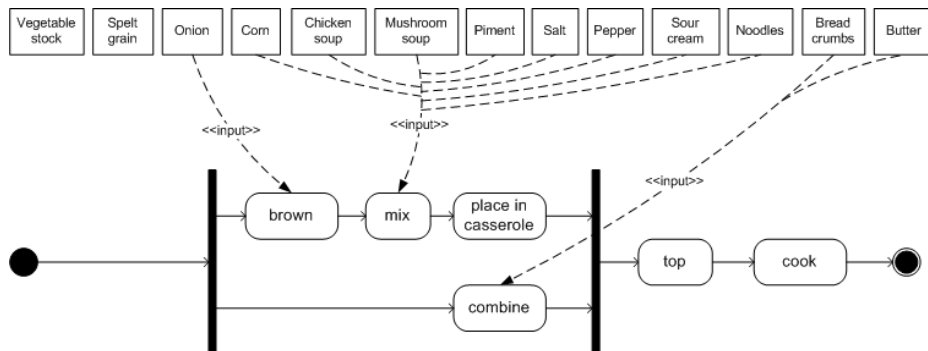 Vegetable
stock
Spelt
grain
Onion
Corn
Chicken
soup
Mushroom
soup
Piment
Salt
Pepper
Sour
cream
Noodles
Bread
crumbs
Butter
<<input>>
<<input>>
<<input>>
brown
mix
place in
casserole
top
cook
combine